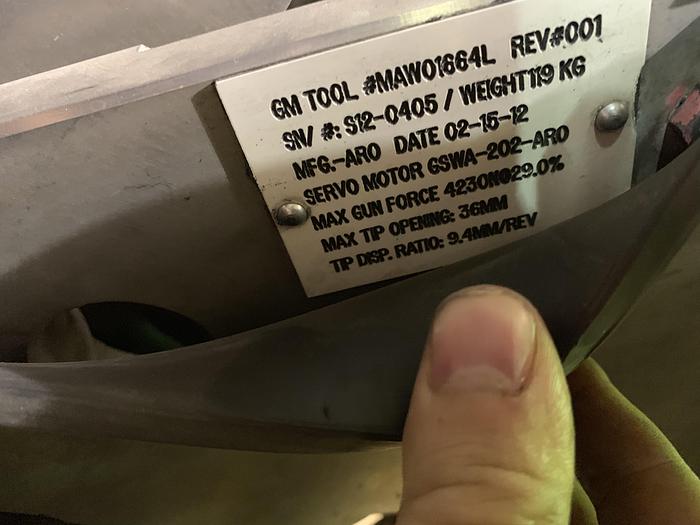 GM TOOL #MAW01664L REV#001
SN/ #: S12-0405 / WEIGHT119 KG
MFG.-ARO DATE 02-15-12
SERVO MOTOR GSWA-202-ARO
MAX GUN FORCE 4230N@29.0%
MAX TIP OPENING: 36MM
TIP DISP. RATIO: 9.4MM/REV